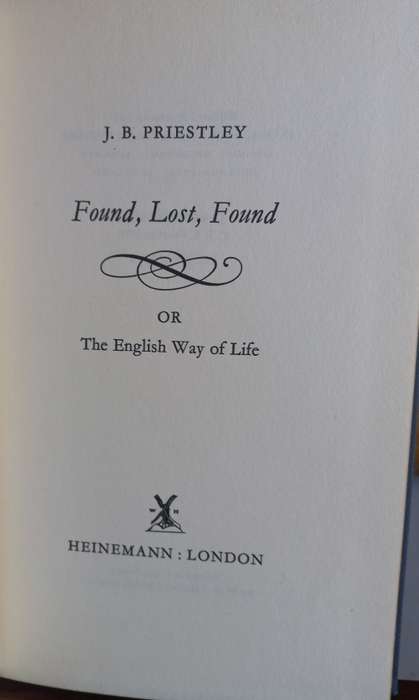 J. B. PRIESTLEY
Found, Lost, Found
OR
The English Way of Life
W H
HEINEMANN : LONDON